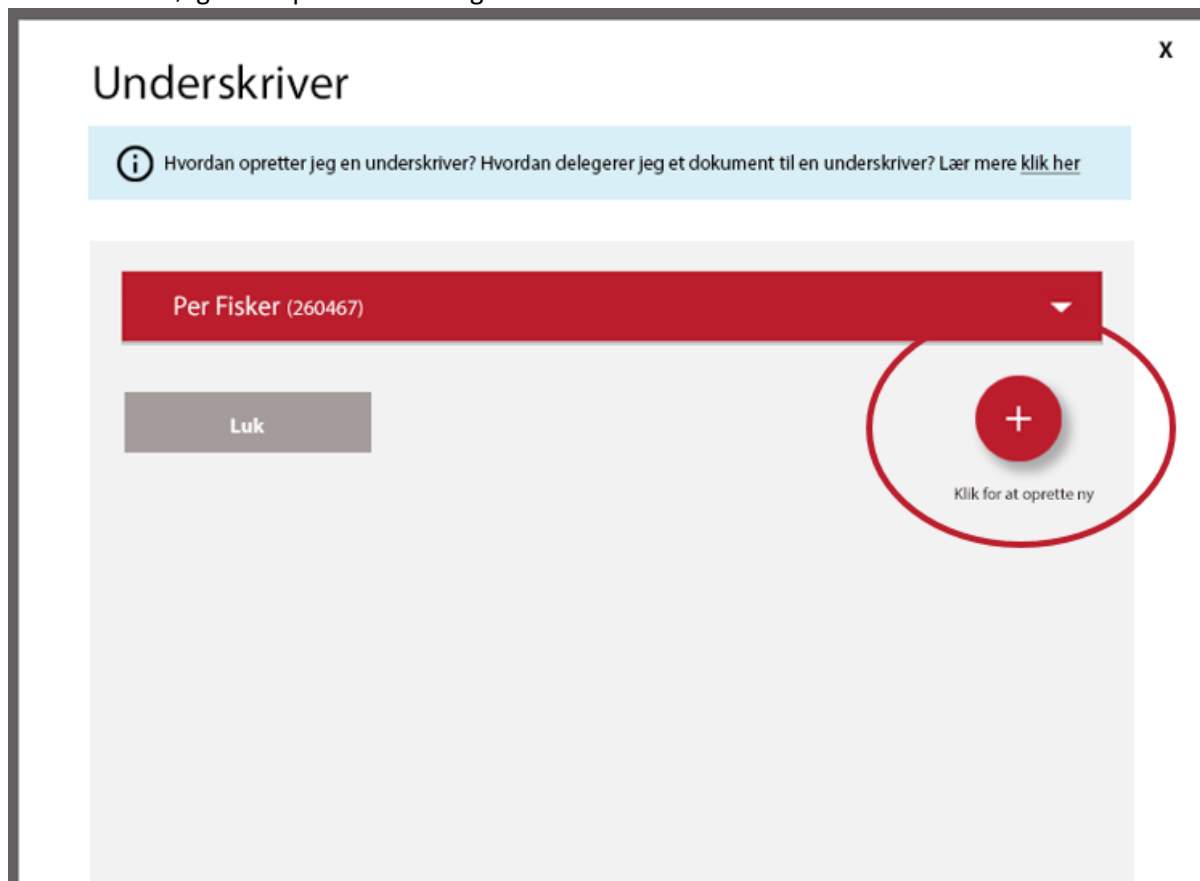 X
Underskriver
i Hvordan opretter jeg en underskriver? Hvordan delegerer jeg et dokument til en underskriver? Lær mere klik her
Per Fisker (260467)
Luk
+
Klik for at oprette ny